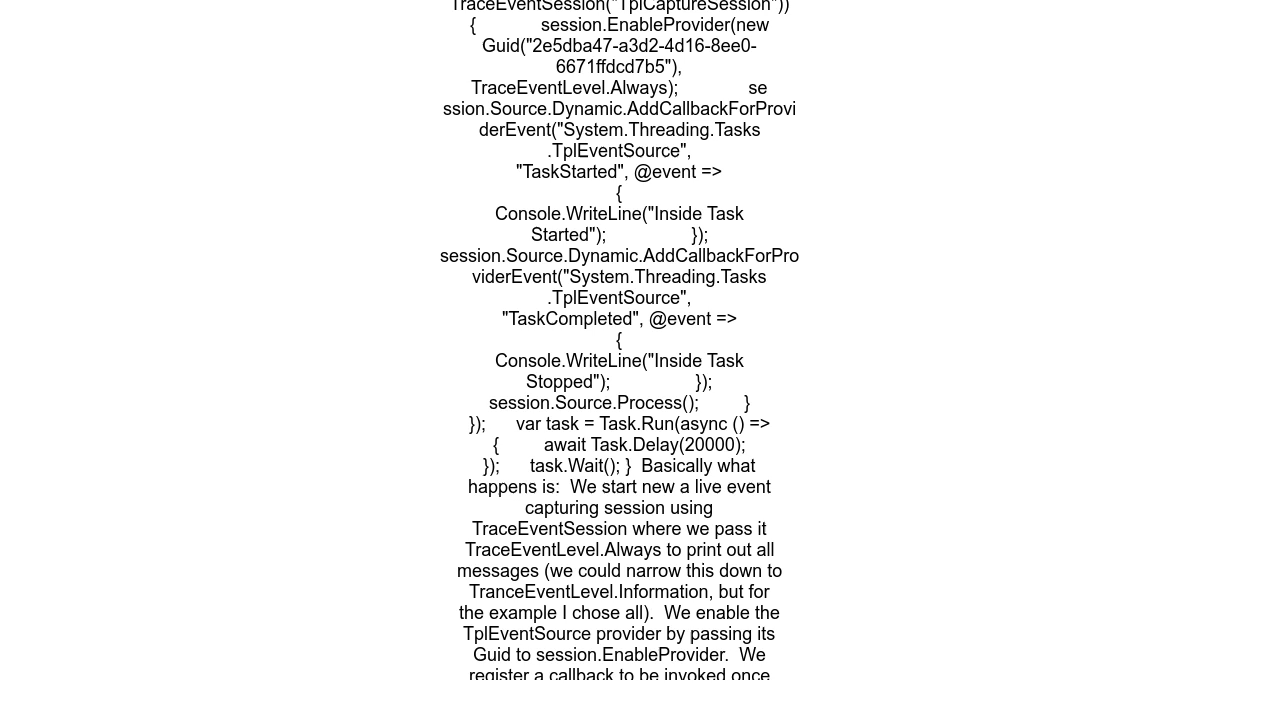 TraceEventSession("TplCaptureSession"))
{             session.EnableProvider(new
Guid("2e5dba47-a3d2-4d16-8ee0-
6671ffdcd7b5"),
TraceEventLevel.Always);              se
ssion.Source.Dynamic.AddCallbackForProvi
derEvent("System.Threading.Tasks
.TplEventSource",
"TaskStarted", @event =>
{
Console.WriteLine("Inside Task
Started");                 });
session.Source.Dynamic.AddCallbackForPro
viderEvent("System.Threading.Tasks
.TplEventSource",
"TaskCompleted", @event =>
{
Console.WriteLine("Inside Task
Stopped");                 });
session.Source.Process();         }
});      var task = Task.Run(async () =>
{         await Task.Delay(20000);
});      task.Wait(); }  Basically what
happens is:  We start new a live event
capturing session using
TraceEventSession where we pass it
TraceEventLevel.Always to print out all
messages (we could narrow this down to
TranceEventLevel.Information, but for
the example I chose all).  We enable the
TplEventSource provider by passing its
Guid to session.EnableProvider.  We
register a callback to be invoked once